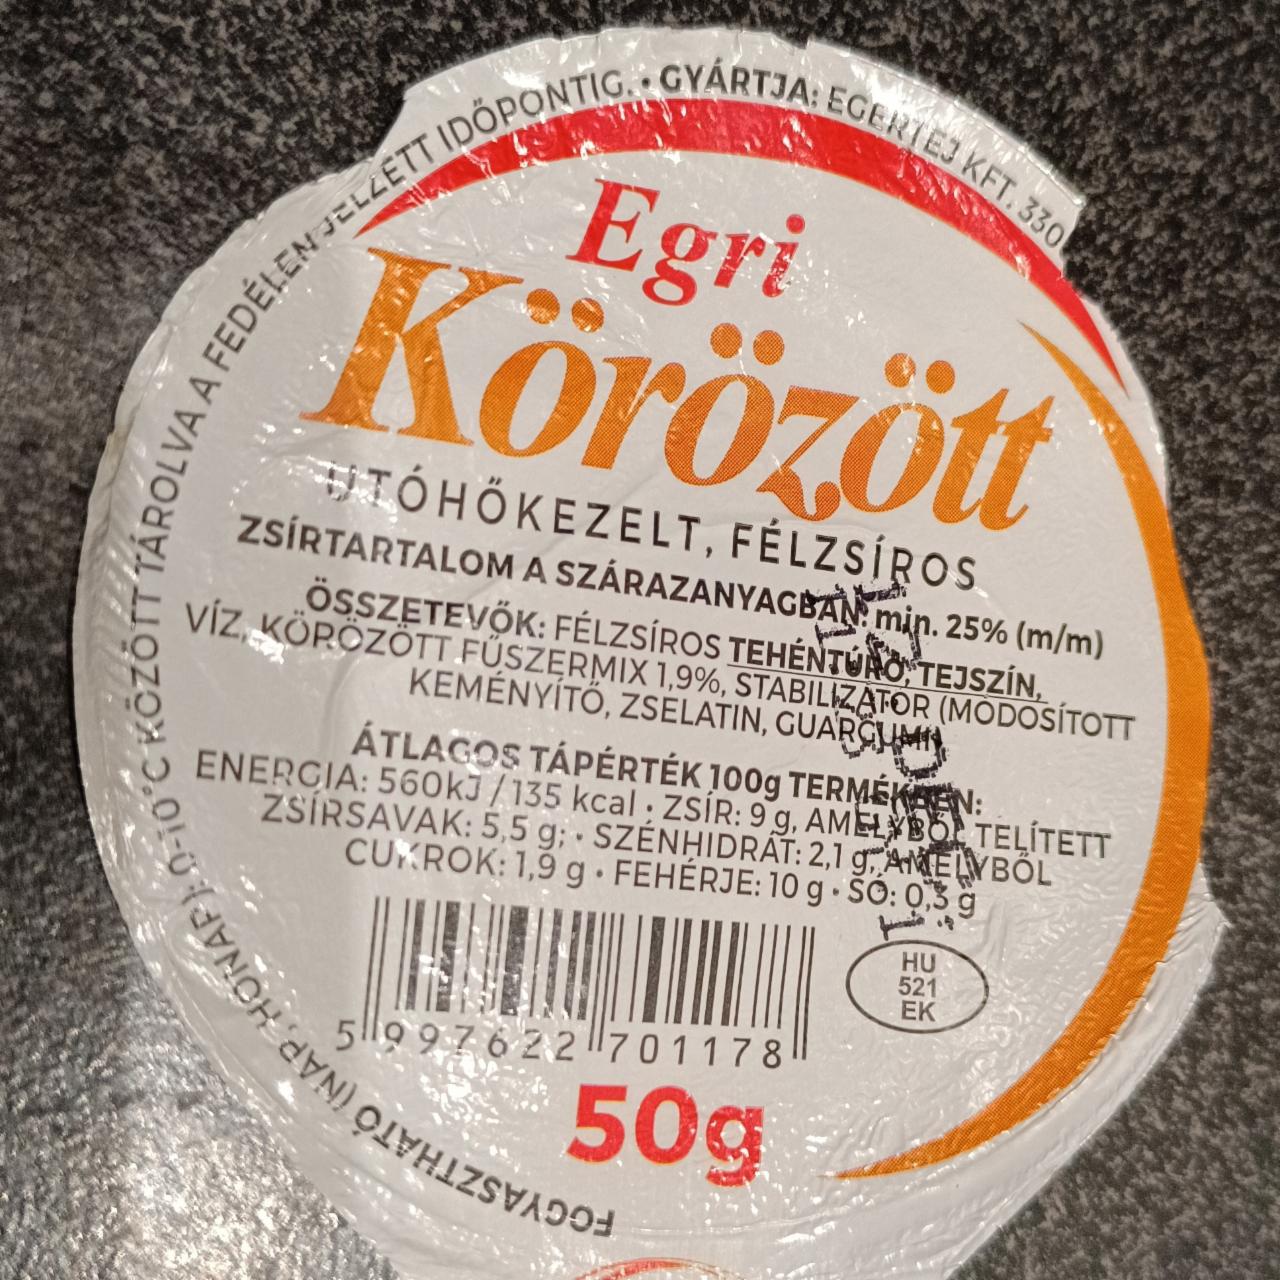 FOGYASZTHATÓ (NAP, HÓNAP): 0-10°C KÖZÖTT TÁROLVA A FEDÉLEN JELZETT IDŐPONTIG. • GYÁRTJA: EGERTEJ KFT. 330
Egri
Körözött
UTÓHŐKEZELT, FÉLZSÍROS
ZSÍRTARTALOM A SZÁRAZANYAGBAN: min. 25% (m/m)
ÖSSZETEVŐK: FÉLZSÍROS TEHÉNTÚRÓ, TEJSZÍN,
VÍZ, KÖRÖZÖTT FŰSZERMIX 1,9%, STABILIZÁTOR (MÓDOSÍTOTT
KEMÉNYÍTŐ, ZSELATIN, GUARGUMI)
ÁTLAGOS TÁPÉRTÉK 100g TERMÉKBEN:
ENERGIA: 560kJ / 135 kcal • ZSÍR: 9 g, AMELYBŐL TELÍTETT
ZSÍRSAVAK: 5,5 g; • SZÉNHIDRÁT: 2,1 g, AMELYBŐL
CUKROK: 1,9 g • FEHÉRJE: 10 g • SÓ: 0,3 g
HU
521
EK
5 997622 701178
50g